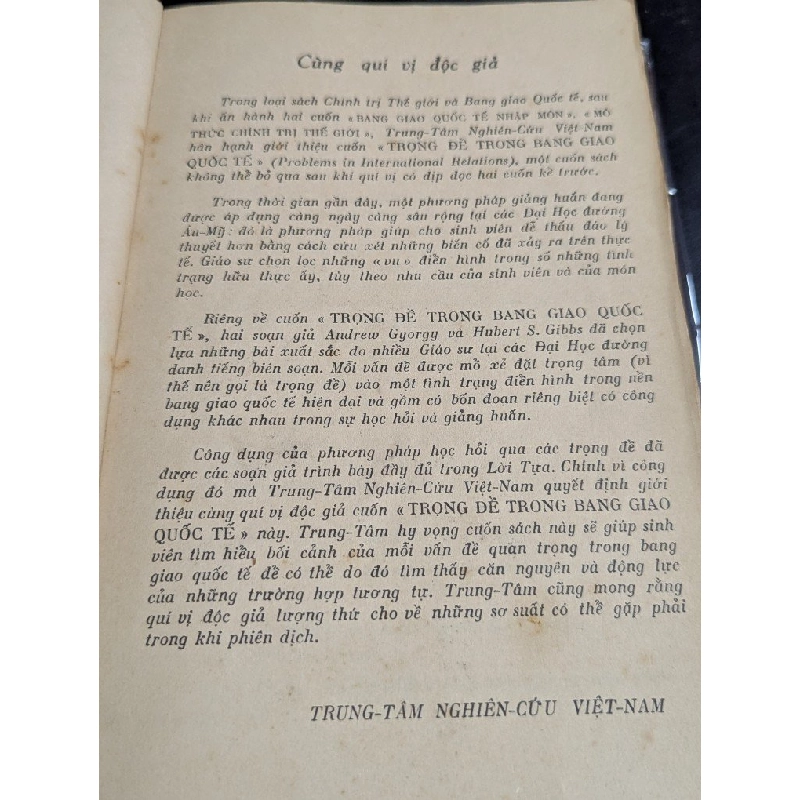 Cùng quí vị độc giả
Trong loại sách Chính trị Thế giới và Bang giao Quốc tế, sau
khi ấn hành hai cuốn « BANG GIAO QUỐC TẾ NHẬP MÔN », « MÔ
THỨC CHÍNH TRỊ THẾ GIỚI », Trung-Tâm Nghiên-Cứu Việt-Nam
hân hạnh giới thiệu cuốn « TRỌNG ĐỀ TRONG BANG GIAO
QUỐC TẾ » (Problems in International Relations), một cuốn sách
không thể bỏ qua sau khi quí vị có dịp đọc hai cuốn kể trước.
Trong thời gian gần đây, một phương pháp giảng huấn đang
được áp dụng càng ngày càng sâu rộng tại các Đại Học đường
Âu-Mỹ: đó là phương pháp giúp cho sinh viên để thấu đáo lý
thuyết hơn bằng cách cứu xét những biến cố đã xảy ra trên thực
tế. Giáo sư chọn lọc những « vụ » điển hình trong số những tình
trạng hữu thực ấy, tùy theo nhu cầu của sinh viên và của môn
học.
Riêng về cuốn « TRỌNG ĐỀ TRONG BANG GIAO QUỐC
TẾ », hai soạn giả Andrew Gyorgy và Hubert S. Gibbs đã chọn
lựa những bài xuất sắc do nhiều Giáo sư tại các Đại Học đường
danh tiếng biên soạn. Mỗi vấn đề được mổ xẻ đặt trọng tâm (vì
thế nên gọi là trọng đề) vào một tình trạng điển hình trong nền
bang giao quốc tế hiện đại và gồm có bốn đoạn riêng biệt có công
dụng khác nhau trong sự học hỏi và giảng huấn.
Công dụng của phương pháp học hỏi qua các trọng đề đã
được các soạn giả trình bày đầy đủ trong Lời Tựa. Chính vì công
dụng đó mà Trung-Tâm Nghiên-Cứu Việt-Nam quyết định giới
thiệu cùng quí vị độc giả cuốn « TRỌNG ĐỀ TRONG BANG GIAO
QUỐC TẾ » này. Trung-Tâm hy vọng cuốn sách này sẽ giúp sinh
viên tìm hiểu bối cảnh của mỗi vấn đề quan trọng trong bang
giao quốc tế để có thể do đó tìm thấy căn nguyên và động lực
của những trường hợp tương tự. Trung-Tâm cũng mong rằng
quí vị độc giả lượng thứ cho về những sơ suất có thể gặp phải
trong khi phiên dịch.
TRUNG-TÂM NGHIÊN-CỨU VIỆT-NAM